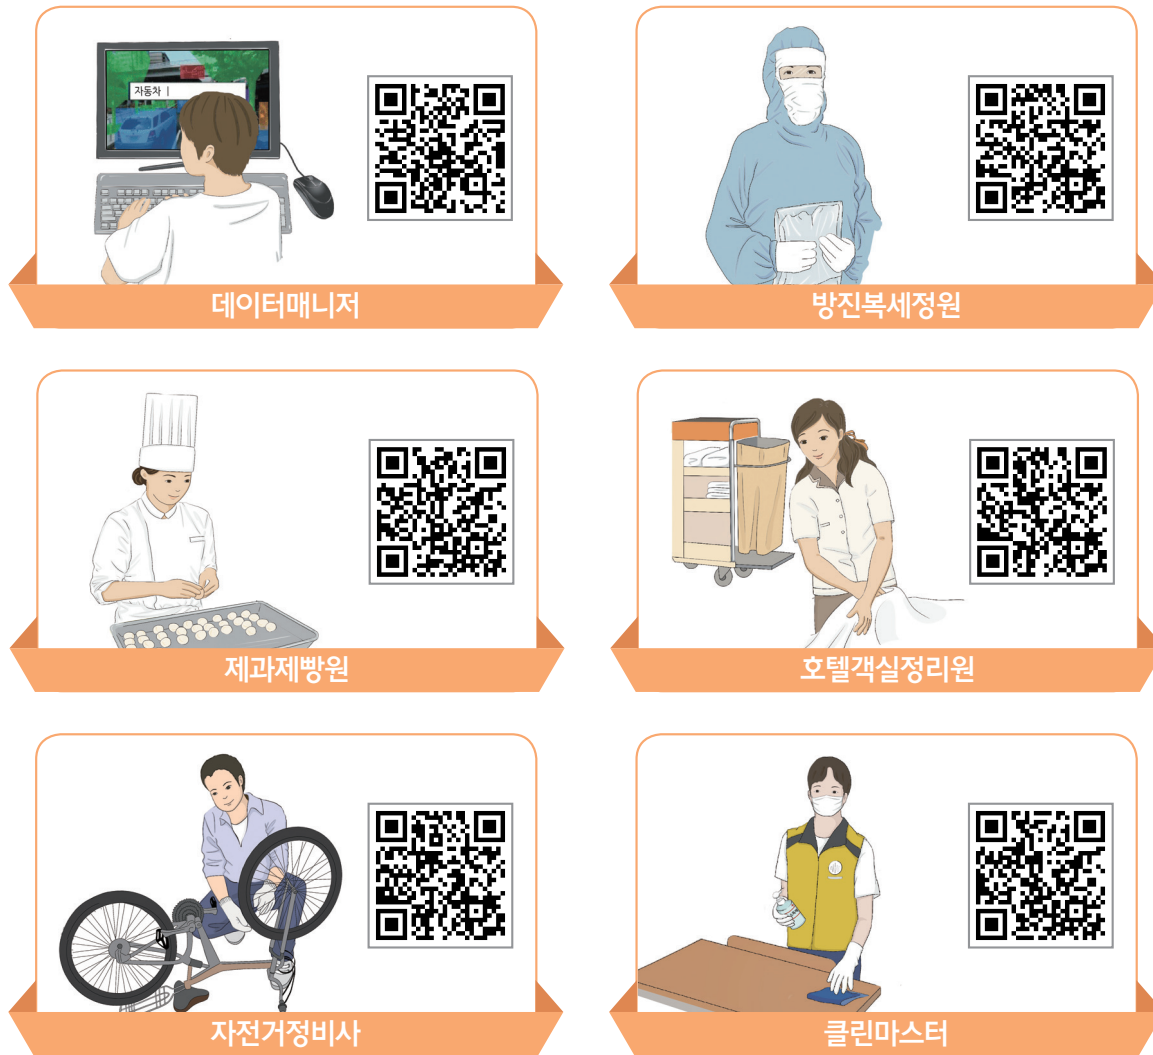 자동차 |
데이터매니저
방진복세정원
제과제빵원
호텔객실정리원
자전거정비사
클린마스터